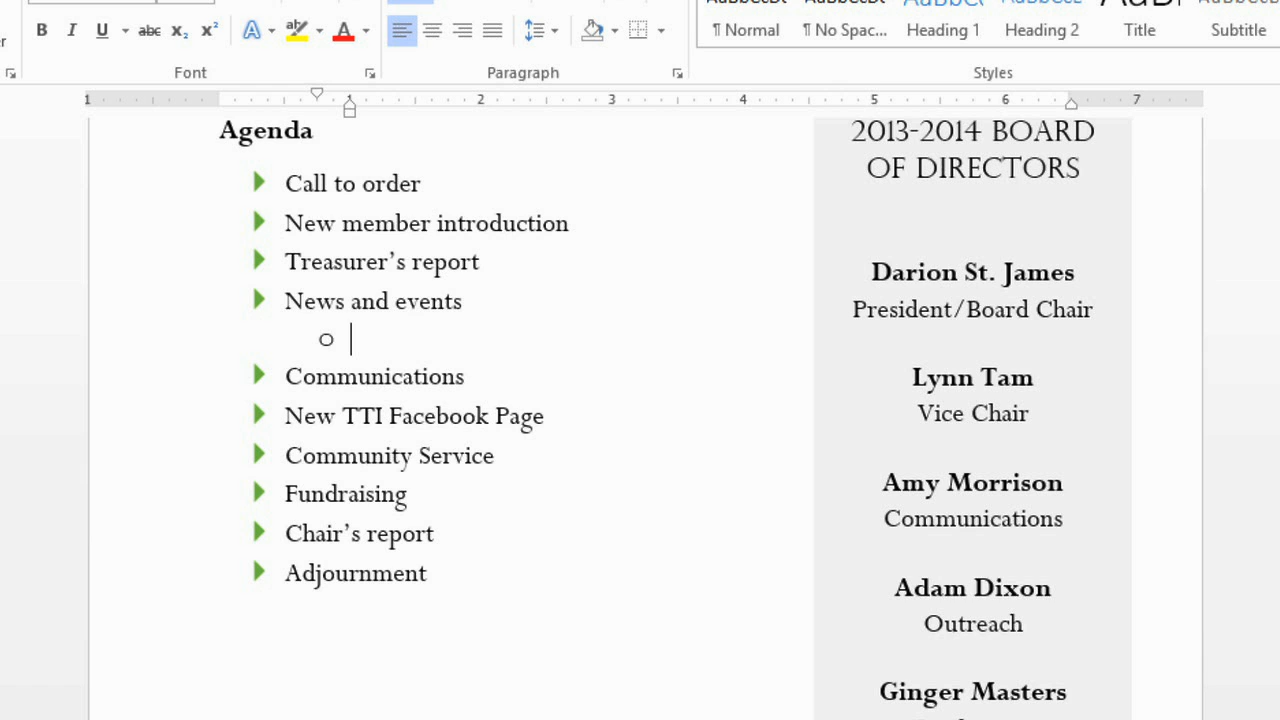 B I U abc x₂ x² A aby A
Font
Paragraph
¶ Normal ¶ No Spac... Heading 1 Heading 2 Title Subtitle
Styles
1 1 2 3 4 5 6 7
Agenda
Call to order
New member introduction
Treasurer’s report
News and events
Communications
New TTI Facebook Page
Community Service
Fundraising
Chair’s report
Adjournment
2013-2014 BOARD
OF DIRECTORS
Darion St. James
President/Board Chair
Lynn Tam
Vice Chair
Amy Morrison
Communications
Adam Dixon
Outreach
Ginger Masters